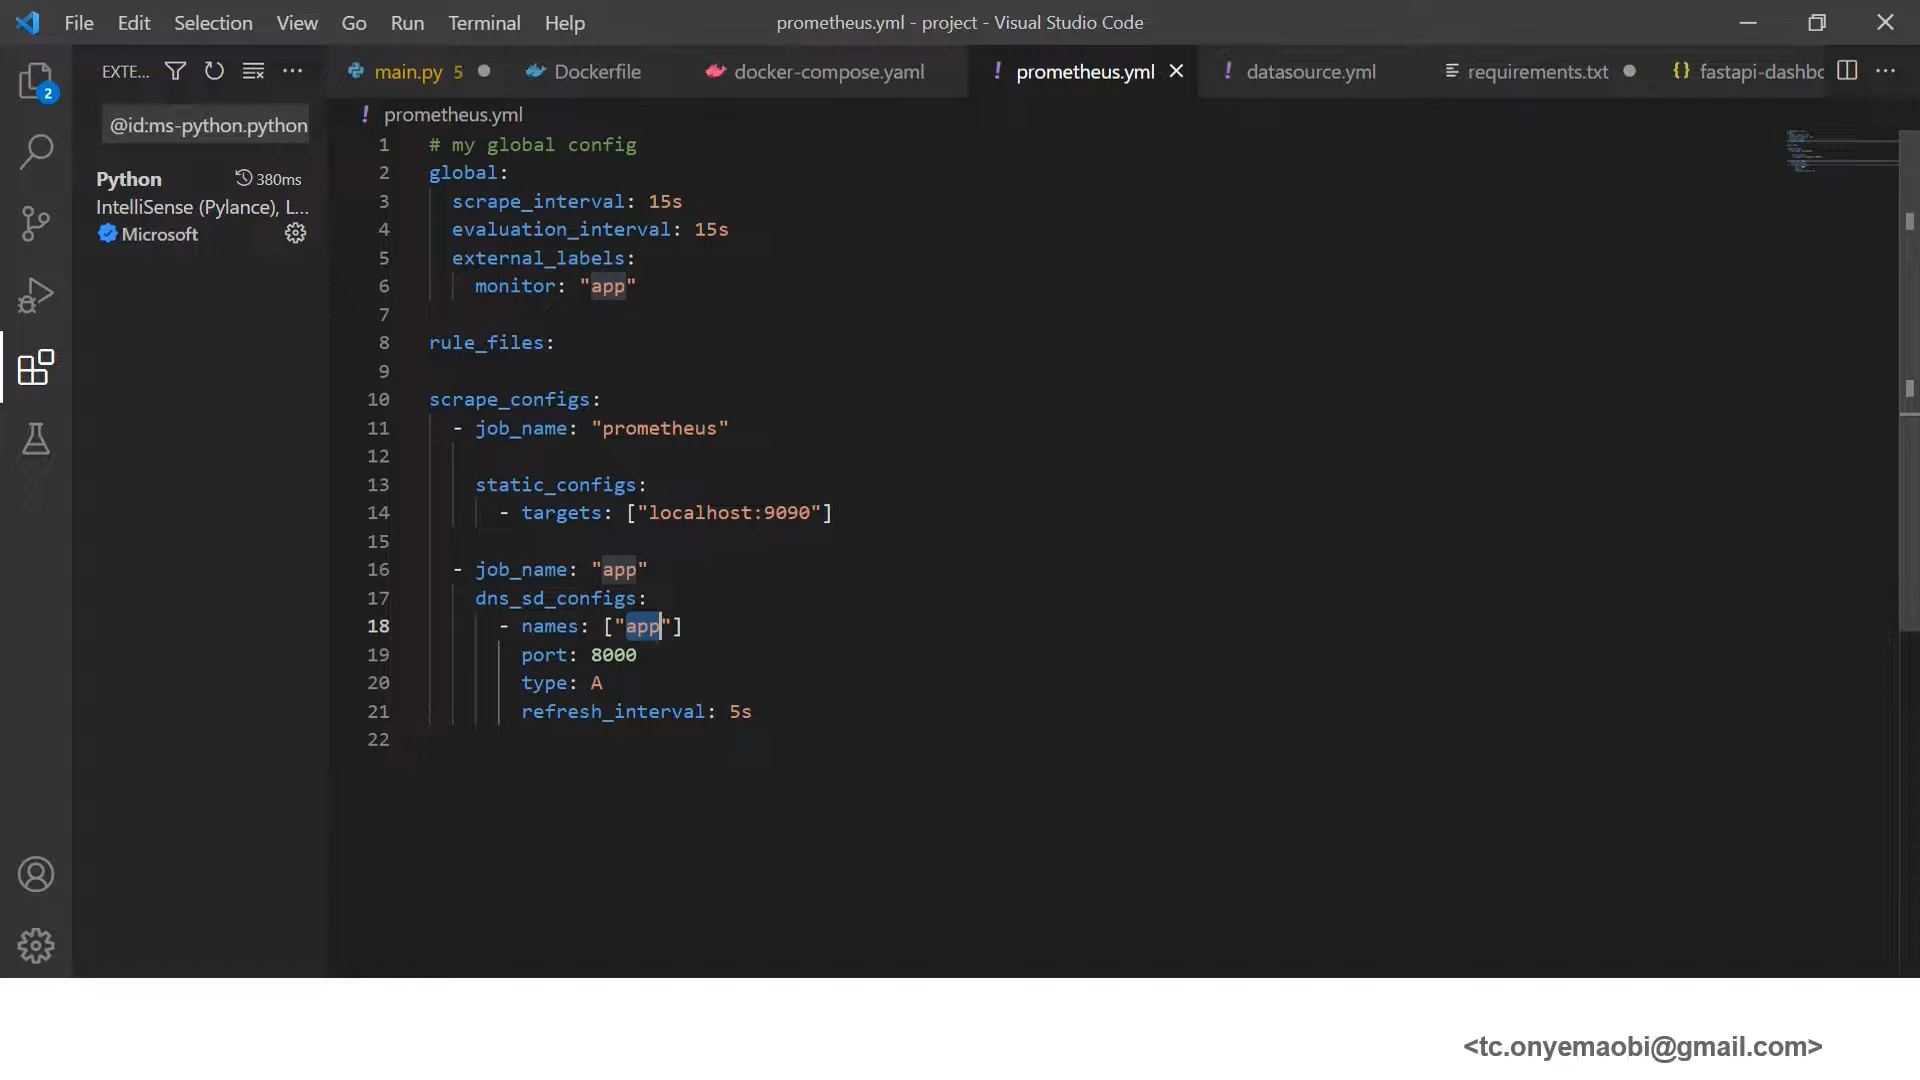 File Edit Selection View Go Run Terminal Help prometheus.yml - project - Visual Studio Code
EXTE... main.py 5 Dockerfile docker-compose.yaml ! prometheus.yml ! datasource.yml requirements.txt {} fastapi-dashbo ...
2
@id:ms-python.python
Python 380ms
IntelliSense (Pylance), L...
Microsoft
! prometheus.yml
1 # my global config
2 global:
3 scrape_interval: 15s
4 evaluation_interval: 15s
5 external_labels:
6 monitor: "app"
7
8 rule_files:
9
10 scrape_configs:
11 - job_name: "prometheus"
12
13 static_configs:
14 - targets: ["localhost:9090"]
15
16 - job_name: "app"
17 dns_sd_configs:
18 - names: ["app"]
19 port: 8000
20 type: A
21 refresh_interval: 5s
22
<tc.onyemaobi@gmail.com>